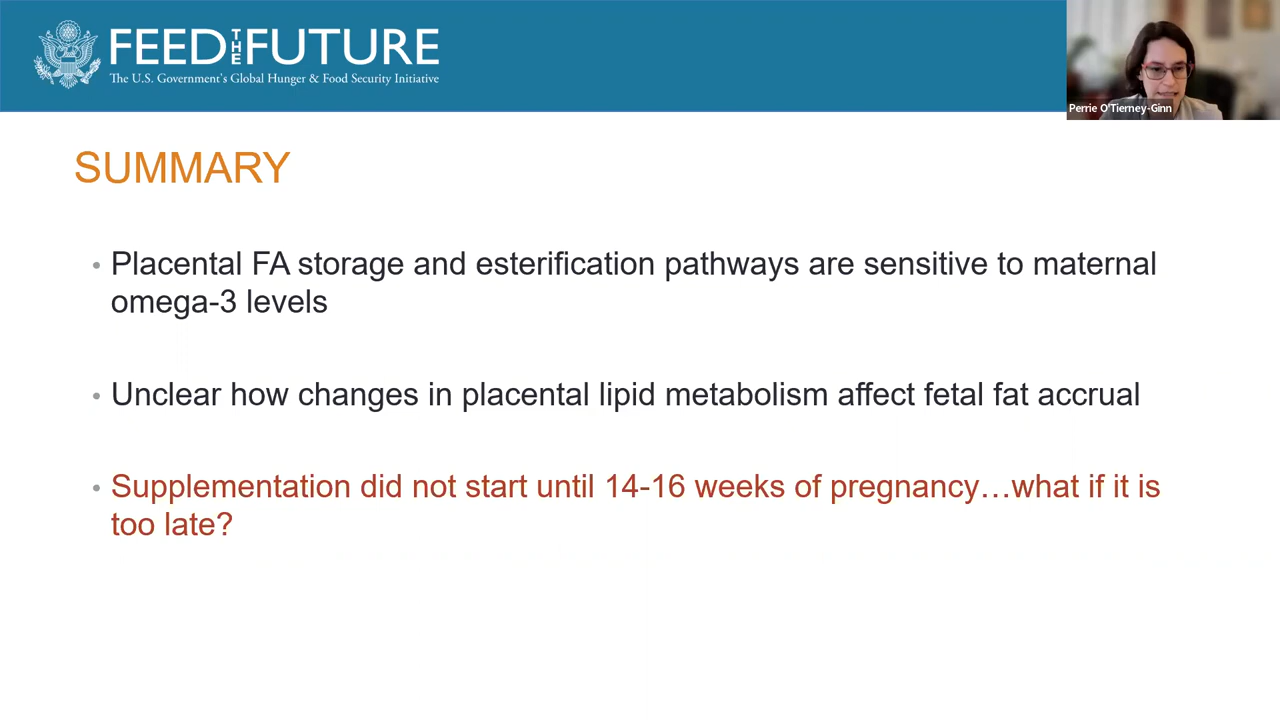 FEED THE FUTURE
The U.S. Government's Global Hunger & Food Security Initiative
Perrie O'Tierney-Ginn
SUMMARY
• Placental FA storage and esterification pathways are sensitive to maternal
omega-3 levels
• Unclear how changes in placental lipid metabolism affect fetal fat accrual
• Supplementation did not start until 14-16 weeks of pregnancy…what if it is
too late?